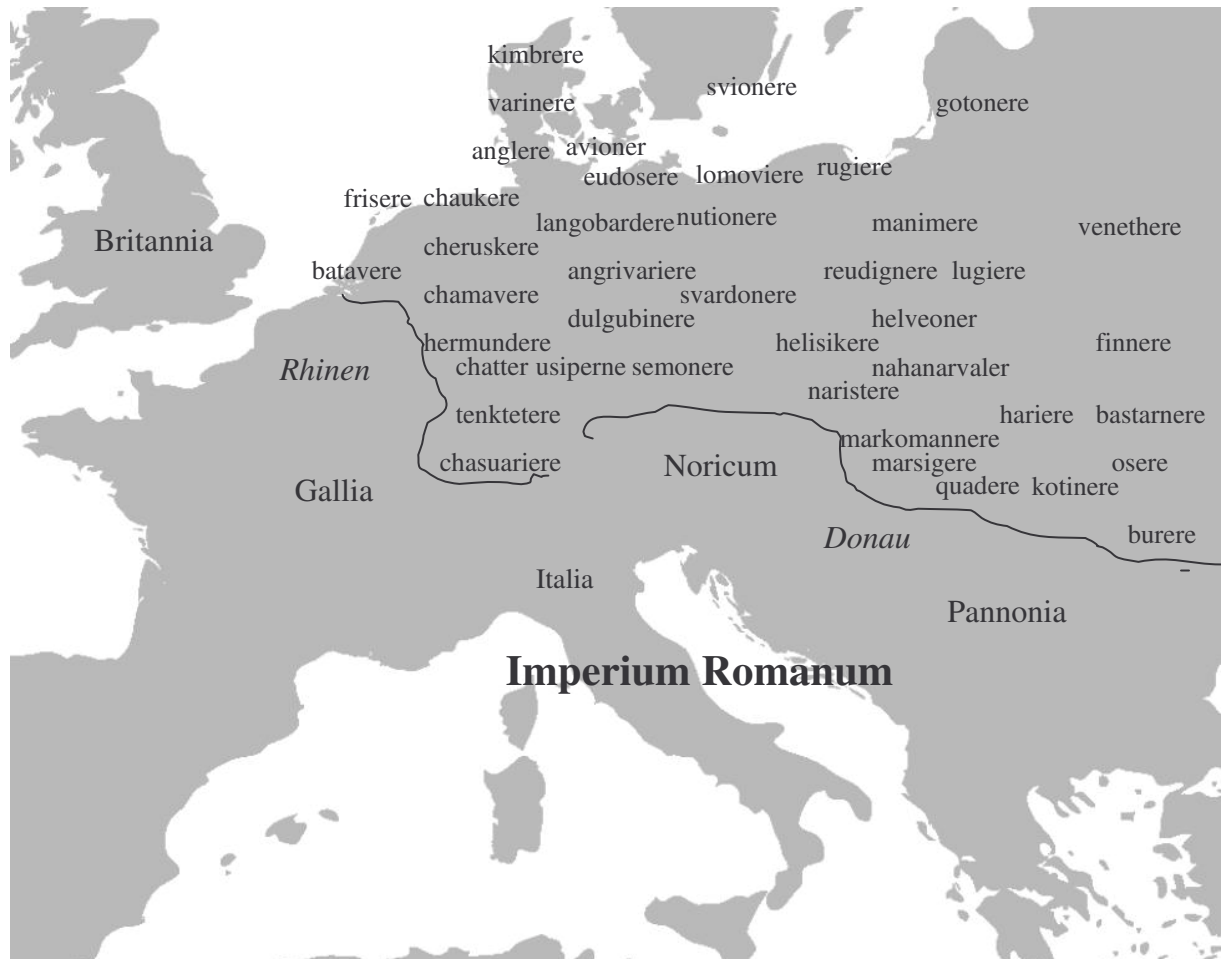 kimbrere
svionere
varinere
gotonere
anglere avioner
eudosere lomoviere rugiere
frisere chaukere
langobardere nutionere manimere venethere
Britannia
cheruskere
batavere angrivariere reudignere lugiere
chamavere svardonere
dulgubinere helveoner
hermundere helisikere finnere
Rhinen
chatter usiperne semonere nahanarvaler
naristere
tenktetere hariere bastarnere
markomannere
chasuariere Noricum marsigere osere
Gallia quadere kotinere
Donau burere
Italia
Pannonia
Imperium Romanum